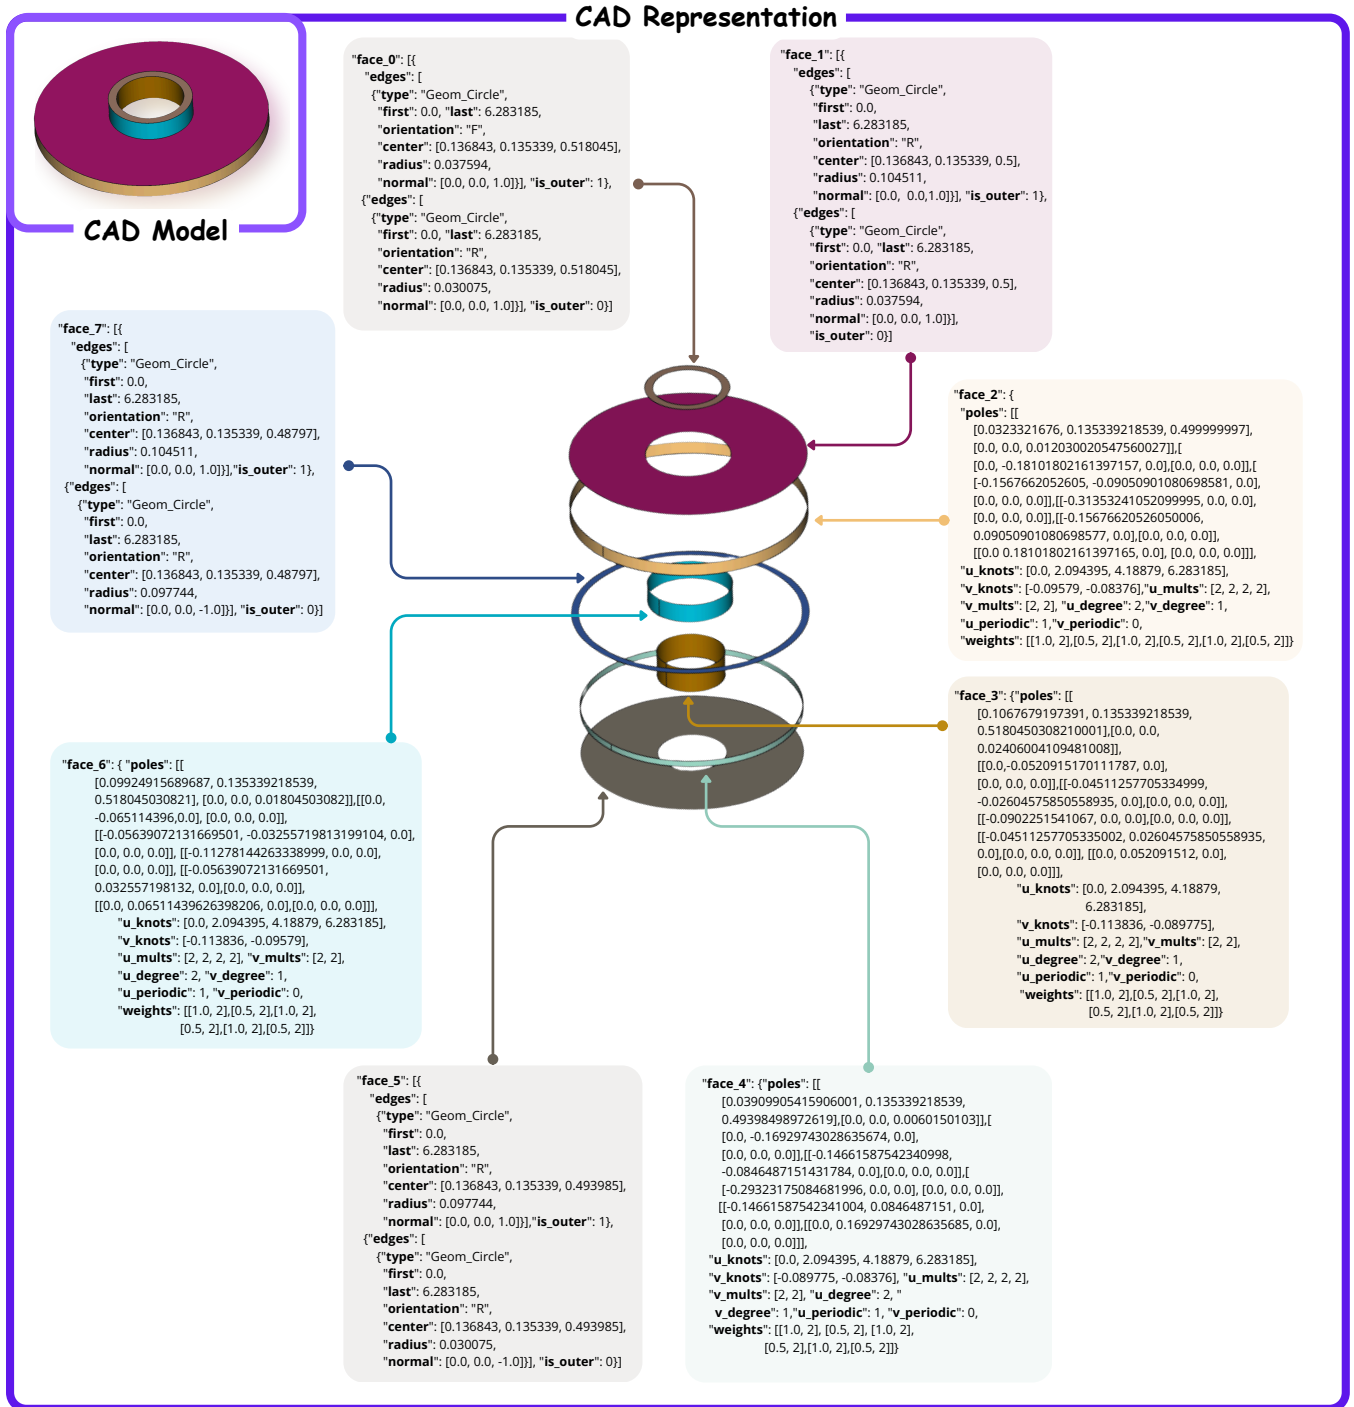 CAD Representation
CAD Model
"face_0": [{
"edges": [
{"type": "Geom_Circle",
"first": 0.0, "last": 6.283185,
"orientation": "F",
"center": [0.136843, 0.135339, 0.518045],
"radius": 0.037594,
"normal": [0.0, 0.0, 1.0]}], "is_outer": 1},
{"edges": [
{"type": "Geom_Circle",
"first": 0.0, "last": 6.283185,
"orientation": "R",
"center": [0.136843, 0.135339, 0.518045],
"radius": 0.030075,
"normal": [0.0, 0.0, 1.0]}], "is_outer": 0}]
"face_1": [{
"edges": [
{"type": "Geom_Circle",
"first": 0.0,
"last": 6.283185,
"orientation": "R",
"center": [0.136843, 0.135339, 0.5],
"radius": 0.104511,
"normal": [0.0,  0.0,1.0]}], "is_outer": 1},
{"edges": [
{"type": "Geom_Circle",
"first": 0.0, "last": 6.283185,
"orientation": "R",
"center": [0.136843, 0.135339, 0.5],
"radius": 0.037594,
"normal": [0.0, 0.0, 1.0]}],
"is_outer": 0}]
"face_7": [{
"edges": [
{"type": "Geom_Circle",
"first": 0.0,
"last": 6.283185,
"orientation": "R",
"center": [0.136843, 0.135339, 0.48797],
"radius": 0.104511,
"normal": [0.0, 0.0, 1.0]}],"is_outer": 1},
{"edges": [
{"type": "Geom_Circle",
"first": 0.0,
"last": 6.283185,
"orientation": "R",
"center": [0.136843, 0.135339, 0.48797],
"radius": 0.097744,
"normal": [0.0, 0.0, -1.0]}], "is_outer": 0}]
"face_2": {
"poles": [[
[0.0323321676, 0.135339218539, 0.499999997],
[0.0, 0.0, 0.012030020547560027]],[
[0.0, -0.18101802161397157, 0.0],[0.0, 0.0, 0.0]],[
[-0.1567662052605, -0.09050901080698581, 0.0],
[0.0, 0.0, 0.0]],[[-0.31353241052099995, 0.0, 0.0],
[0.0, 0.0, 0.0]],[[-0.15676620526050006,
0.09050901080698577, 0.0],[0.0, 0.0, 0.0]],
[[0.0 0.18101802161397165, 0.0], [0.0, 0.0, 0.0]]],
"u_knots": [0.0, 2.094395, 4.18879, 6.283185],
"v_knots": [-0.09579, -0.08376],"u_mults": [2, 2, 2, 2],
"v_mults": [2, 2], "u_degree": 2,"v_degree": 1,
"u_periodic": 1,"v_periodic": 0,
"weights": [[1.0, 2],[0.5, 2],[1.0, 2],[0.5, 2],[1.0, 2],[0.5, 2]]}
"face_3": {"poles": [[
[0.1067679197391, 0.135339218539,
0.5180450308210001],[0.0, 0.0,
0.02406004109481008]],
[[0.0,-0.0520915170111787, 0.0],
[0.0, 0.0, 0.0]],[[-0.04511257705334999,
-0.02604575850558935, 0.0],[0.0, 0.0, 0.0]],
[[-0.0902251541067, 0.0, 0.0],[0.0, 0.0, 0.0]],
[[-0.04511257705335002, 0.02604575850558935,
0.0],[0.0, 0.0, 0.0]], [[0.0, 0.052091512, 0.0],
[0.0, 0.0, 0.0]]],
"u_knots": [0.0, 2.094395, 4.18879,
6.283185],
"v_knots": [-0.113836, -0.089775],
"u_mults": [2, 2, 2, 2],"v_mults": [2, 2],
"u_degree": 2,"v_degree": 1,
"u_periodic": 1,"v_periodic": 0,
"weights": [[1.0, 2],[0.5, 2],[1.0, 2],
[0.5, 2],[1.0, 2],[0.5, 2]]}
"face_6": { "poles": [[
[0.09924915689687, 0.135339218539,
0.518045030821], [0.0, 0.0, 0.01804503082]],[[0.0,
-0.065114396,0.0], [0.0, 0.0, 0.0]],
[[-0.05639072131669501, -0.03255719813199104, 0.0],
[0.0, 0.0, 0.0]], [[-0.11278144263338999, 0.0, 0.0],
[0.0, 0.0, 0.0]], [[-0.05639072131669501,
0.032557198132, 0.0],[0.0, 0.0, 0.0]],
[[0.0, 0.06511439626398206, 0.0],[0.0, 0.0, 0.0]]],
"u_knots": [0.0, 2.094395, 4.18879, 6.283185],
"v_knots": [-0.113836, -0.09579],
"u_mults": [2, 2, 2, 2], "v_mults": [2, 2],
"u_degree": 2, "v_degree": 1,
"u_periodic": 1, "v_periodic": 0,
"weights": [[1.0, 2],[0.5, 2],[1.0, 2],
[0.5, 2],[1.0, 2],[0.5, 2]]}
"face_5": [{
"edges": [
{"type": "Geom_Circle",
"first": 0.0,
"last": 6.283185,
"orientation": "R",
"center": [0.136843, 0.135339, 0.493985],
"radius": 0.097744,
"normal": [0.0, 0.0, 1.0]}],"is_outer": 1},
{"edges": [
{"type": "Geom_Circle",
"first": 0.0,
"last": 6.283185,
"orientation": "R",
"center": [0.136843, 0.135339, 0.493985],
"radius": 0.030075,
"normal": [0.0, 0.0, -1.0]}], "is_outer": 0}]
"face_4": {"poles": [[
[0.03909905415906001, 0.135339218539,
0.49398498972619],[0.0, 0.0, 0.0060150103]],[
[0.0, -0.16929743028635674, 0.0],
[0.0, 0.0, 0.0]],[[-0.14661587542340998,
-0.0846487151431784, 0.0],[0.0, 0.0, 0.0]],[
[-0.29323175084681996, 0.0, 0.0], [0.0, 0.0, 0.0]],
[[-0.14661587542341004, 0.0846487151, 0.0],
[0.0, 0.0, 0.0]],[[0.0, 0.16929743028635685, 0.0],
[0.0, 0.0, 0.0]]],
"u_knots": [0.0, 2.094395, 4.18879, 6.283185],
"v_knots": [-0.089775, -0.08376], "u_mults": [2, 2, 2, 2],
"v_mults": [2, 2], "u_degree": 2, "
v_degree": 1,"u_periodic": 1, "v_periodic": 0,
"weights": [[1.0, 2], [0.5, 2], [1.0, 2],
[0.5, 2],[1.0, 2],[0.5, 2]]}